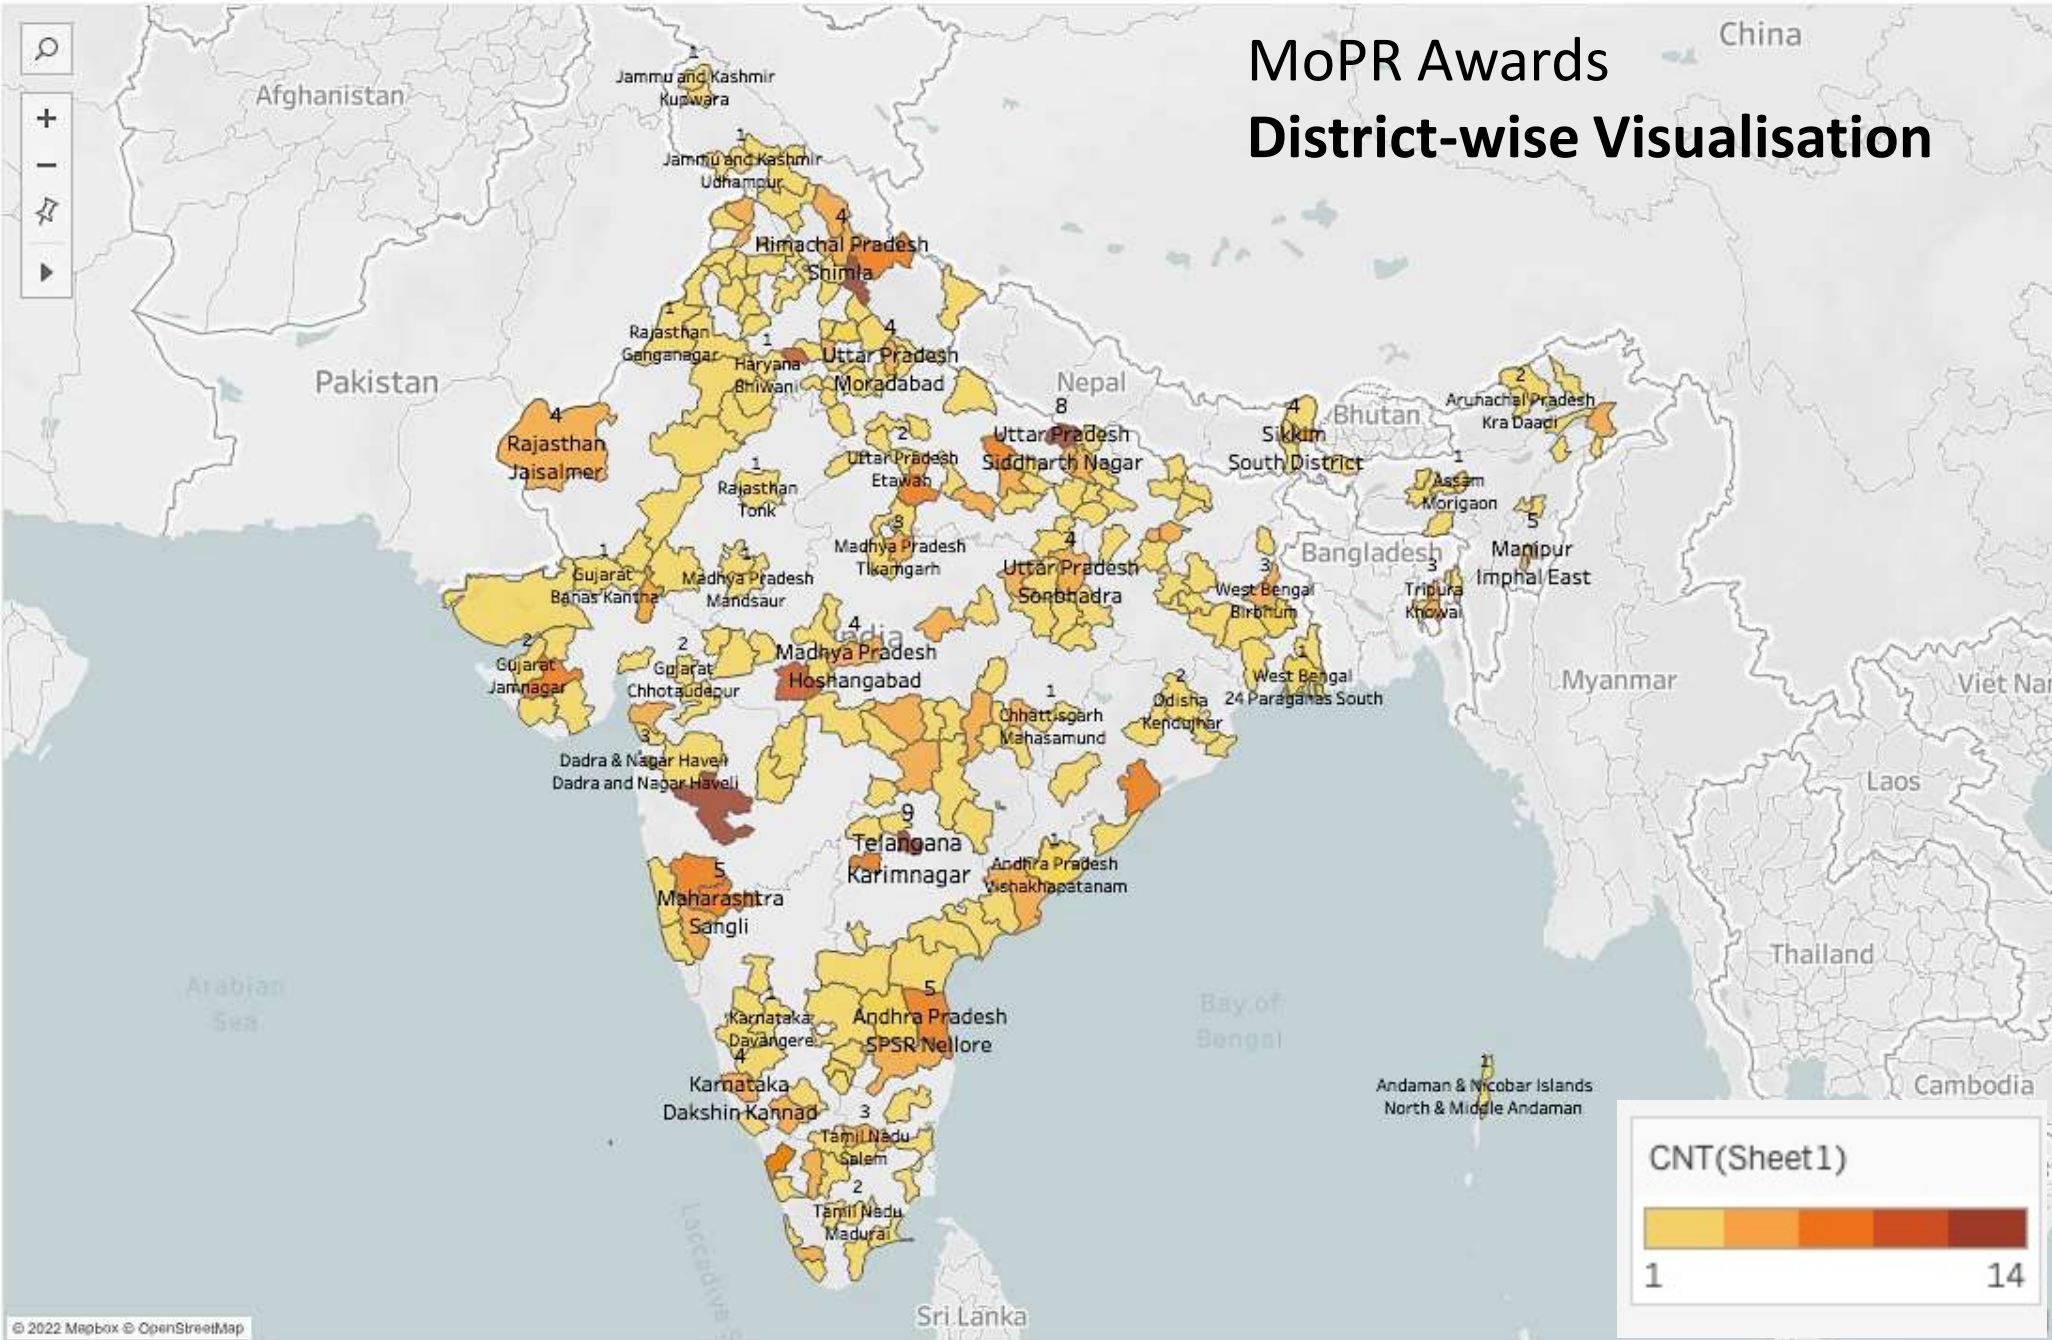 MoPR Awards
District-wise Visualisation
China
Afghanistan
1
Jammu and Kashmir
Kupwara
1
Jammu and Kashmir
Udhampur
4
Himachal Pradesh
Shimla
1
Rajasthan
Ganganagar
1
Haryana
Bhiwani
4
Uttar Pradesh
Moradabad
Pakistan
Nepal
8
Uttar Pradesh
Siddharth Nagar
4
Sikkim
South District
Bhutan
2
Arunachal Pradesh
Kra Daadi
4
Rajasthan
Jaisalmer
2
Uttar Pradesh
Etawah
1
Rajasthan
Tonk
1
Assam
Morigaon
3
Madhya Pradesh
Tikamgarh
4
Uttar Pradesh
Sonbhadra
Bangladesh
5
Manipur
Imphal East
1
Gujarat
Banas Kantha
1
Madhya Pradesh
Mandsaur
3
West Bengal
Birbhum
3
Tripura
Khowai
2
Gujarat
Jamnagar
2
Gujarat
Chhotaudepur
India
4
Madhya Pradesh
Hoshangabad
1
West Bengal
24 Paraganas South
Myanmar
Viet Nar
1
Chhattisgarh
Mahasamund
2
Odisha
Kendujhar
3
Dadra & Nagar Haveli
Dadra and Nagar Haveli
Laos
9
Telangana
Karimnagar
1
Andhra Pradesh
Vishakhapatanam
5
Maharashtra
Sangli
Thailand
Arabian
Sea
Bay of
Bengal
1
Karnataka
Davangere
5
Andhra Pradesh
SPSR Nellore
4
Karnataka
Dakshin Kannad
1
Andaman & Nicobar Islands
North & Middle Andaman
Cambodia
3
Tamil Nadu
Salem
2
Tamil Nadu
Madurai
Laccadive S
Sri Lanka
CNT(Sheet1)
1
14
© 2022 Mapbox © OpenStreetMap